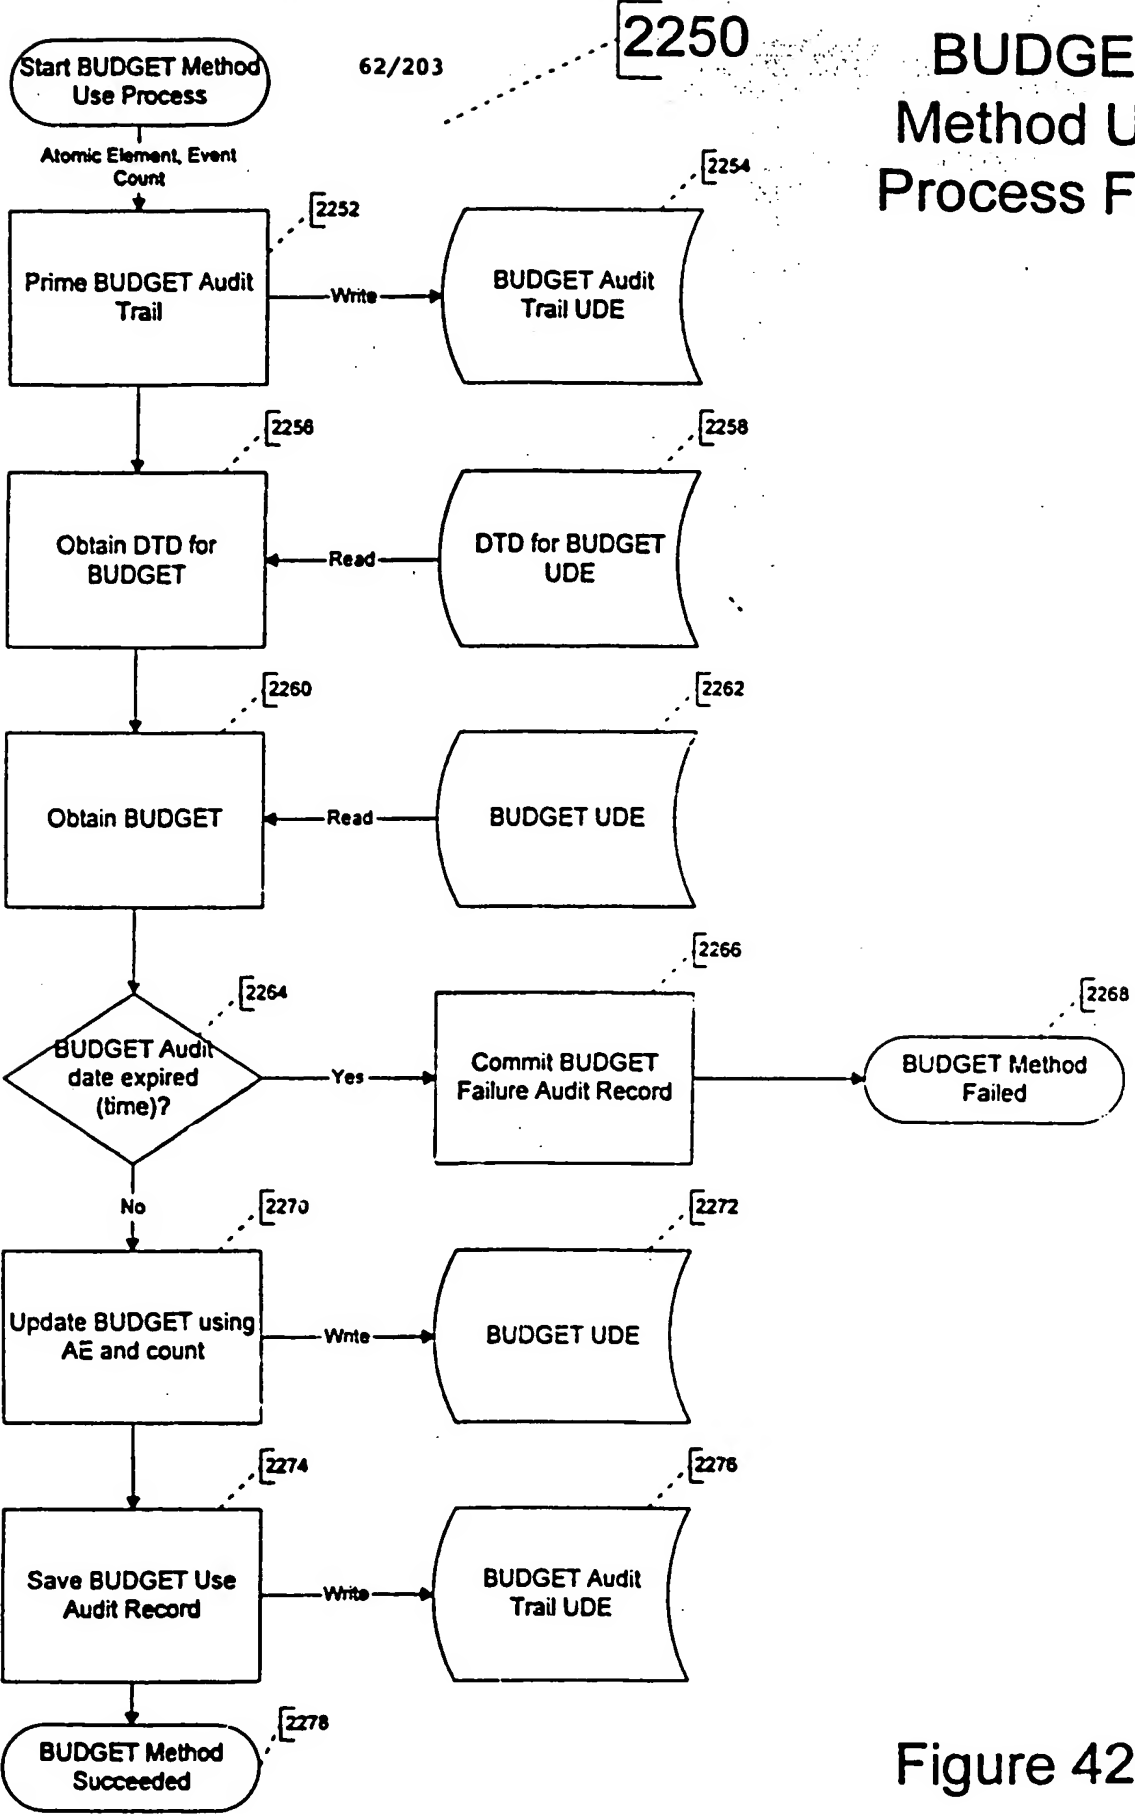 2250
62/203
BUDGE
Method U
Process F
Start BUDGET Method
Use Process
Atomic Element, Event
Count
2252
2254
Prime BUDGET Audit
Trail
Write
BUDGET Audit
Trail UDE
2256
2258
Obtain DTD for
BUDGET
Read
DTD for BUDGET
UDE
2260
2262
Obtain BUDGET
Read
BUDGET UDE
2264
2266
2268
BUDGET Audit
date expired
(time)?
Yes
Commit BUDGET
Failure Audit Record
BUDGET Method
Failed
No
2270
2272
Update BUDGET using
AE and count
Write
BUDGET UDE
2274
2276
Save BUDGET Use
Audit Record
Write
BUDGET Audit
Trail UDE
2278
BUDGET Method
Succeeded
Figure 42